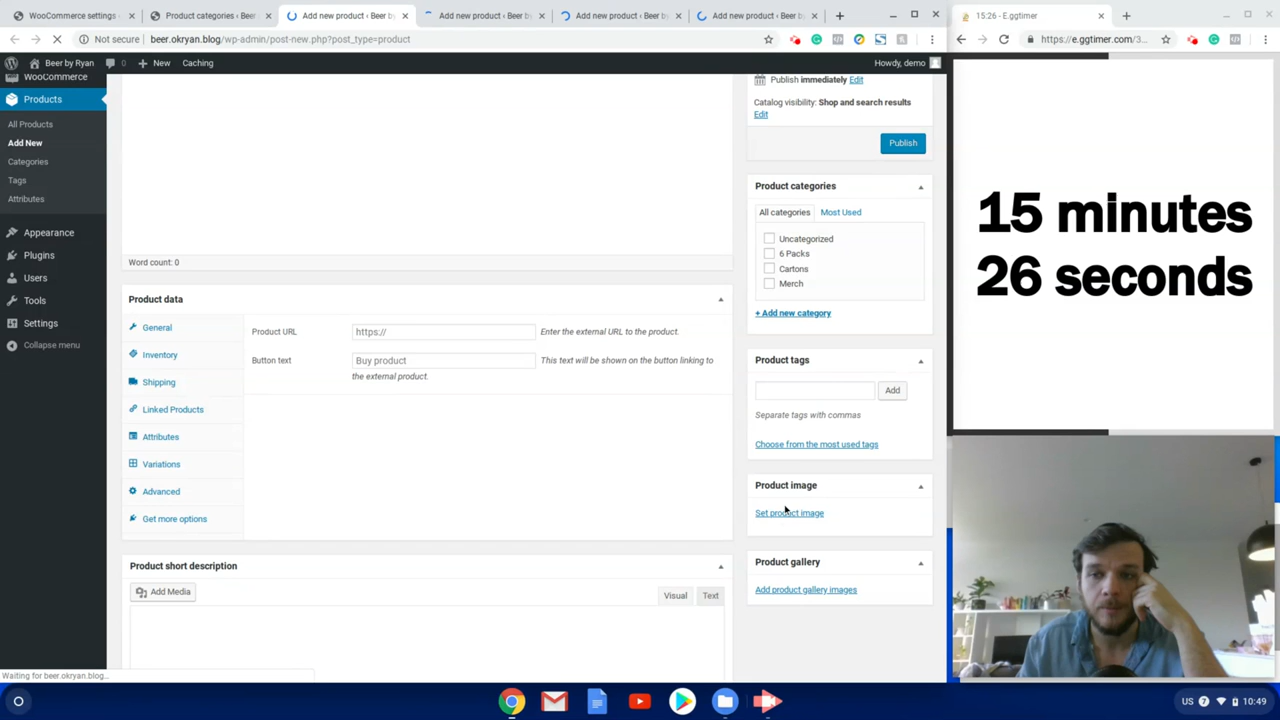 WooCommerce settings
Product categories ‹ Beer
Add new product ‹ Beer by
Add new product ‹ Beer by
Add new product ‹ Beer by
Add new product ‹ Beer by
15:26 - E.ggtimer
Not secure
beer.okryan.blog/wp-admin/post-new.php?post_type=product
https://e.ggtimer.com/3...
Beer by Ryan
0
New
Caching
Howdy, demo
WooCommerce
Products
All Products
Add New
Categories
Tags
Attributes
Appearance
Plugins
Users
Tools
Settings
Collapse menu
Word count: 0
Product data
General
Inventory
Shipping
Linked Products
Attributes
Variations
Advanced
Get more options
Product URL
https://
Enter the external URL to the product.
Button text
Buy product
This text will be shown on the button linking to
the external product.
Product short description
Add Media
Visual
Text
Publish immediately Edit
Catalog visibility: Shop and search results
Edit
Publish
Product categories
All categories
Most Used
Uncategorized
6 Packs
Cartons
Merch
+ Add new category
Product tags
Add
Separate tags with commas
Choose from the most used tags
Product image
Set product image
Product gallery
Add product gallery images
15 minutes
26 seconds
Waiting for beer.okryan.blog...
US
7
10:49